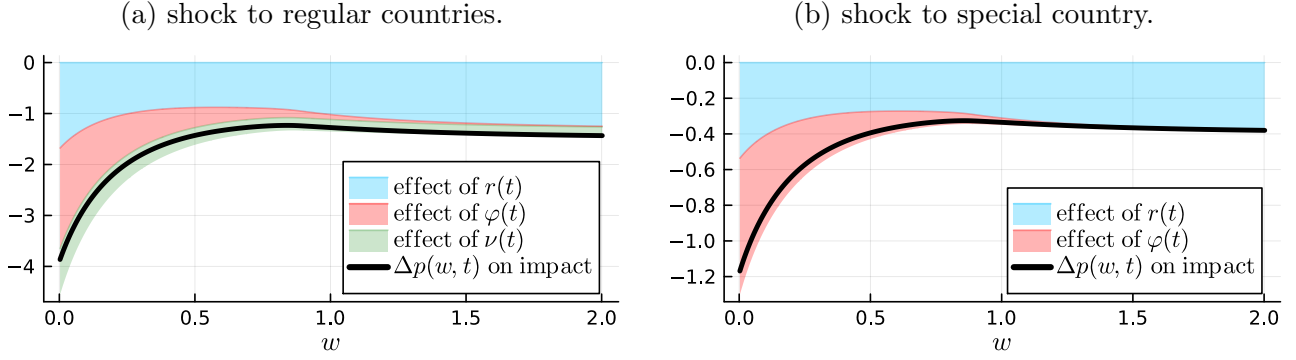 (a) shock to regular countries.
0
−1
−2
−3
−4
effect of r(t)
effect of φ(t)
effect of ν(t)
Δp(w, t) on impact
0.0 0.5 1.0 1.5 2.0
w
(b) shock to special country.
0.0
−0.2
−0.4
−0.6
−0.8
−1.0
−1.2
effect of r(t)
effect of φ(t)
Δp(w, t) on impact
0.0 0.5 1.0 1.5 2.0
w